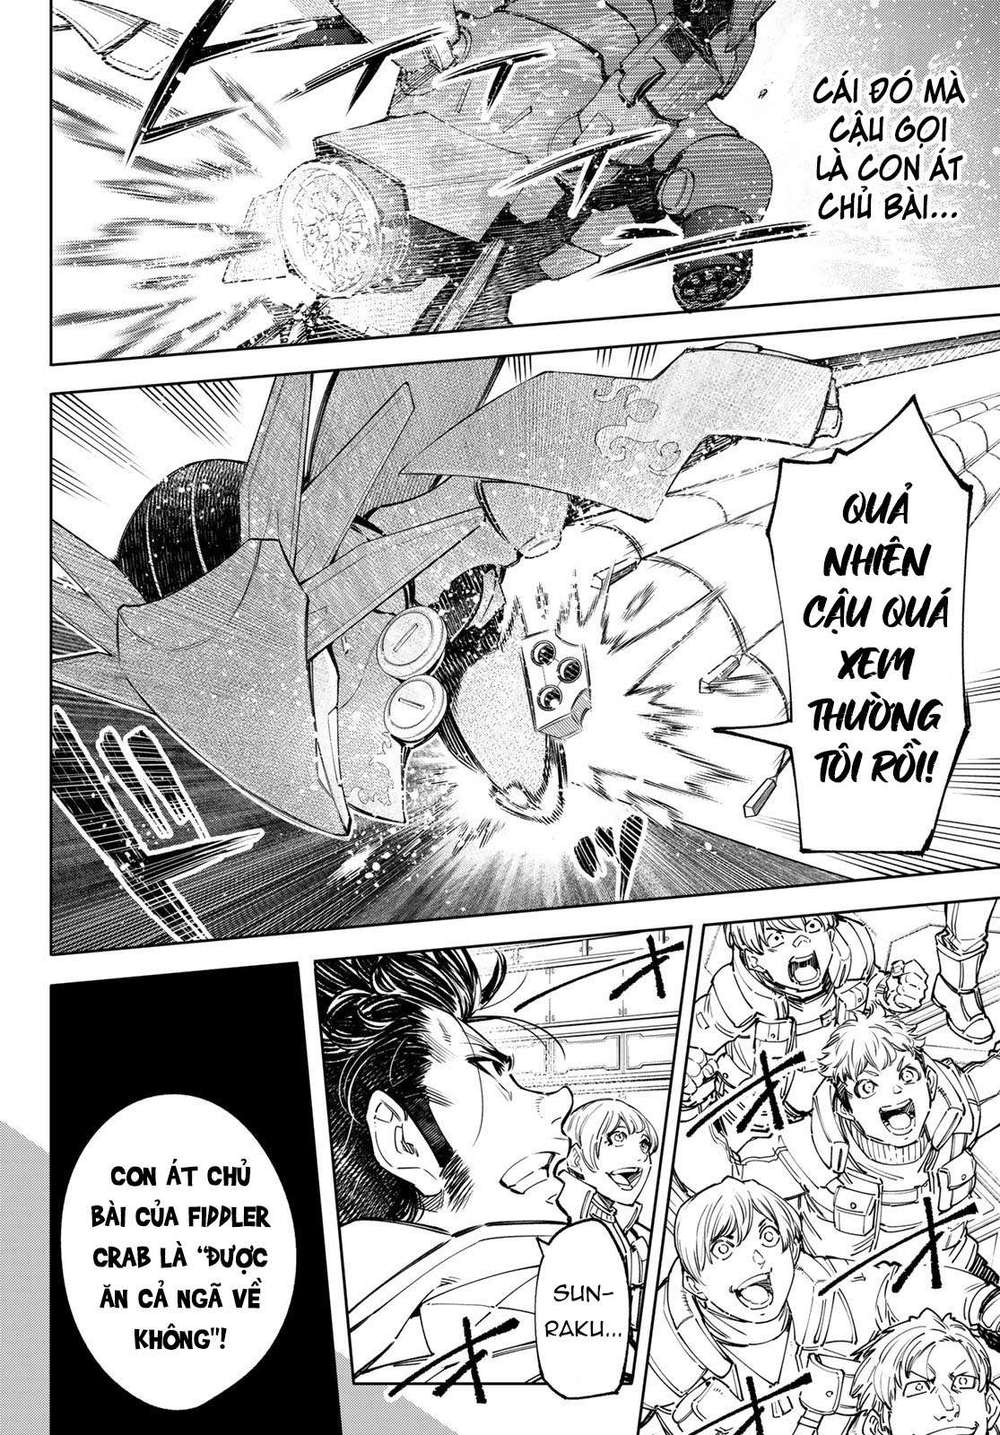 CÁI ĐÓ MÀ
CẬU GỌI
LÀ CON ÁT
CHỦ BÀI...
QUẢ
NHIÊN
CẬU QUÁ
XEM
THƯỜNG
TÔI RỒI!
SUN-
RAKU...
CON ÁT CHỦ
BÀI CỦA FIDDLER
CRAB LÀ “ĐƯỢC
ĂN CẢ NGÃ VỀ
KHÔNG"!